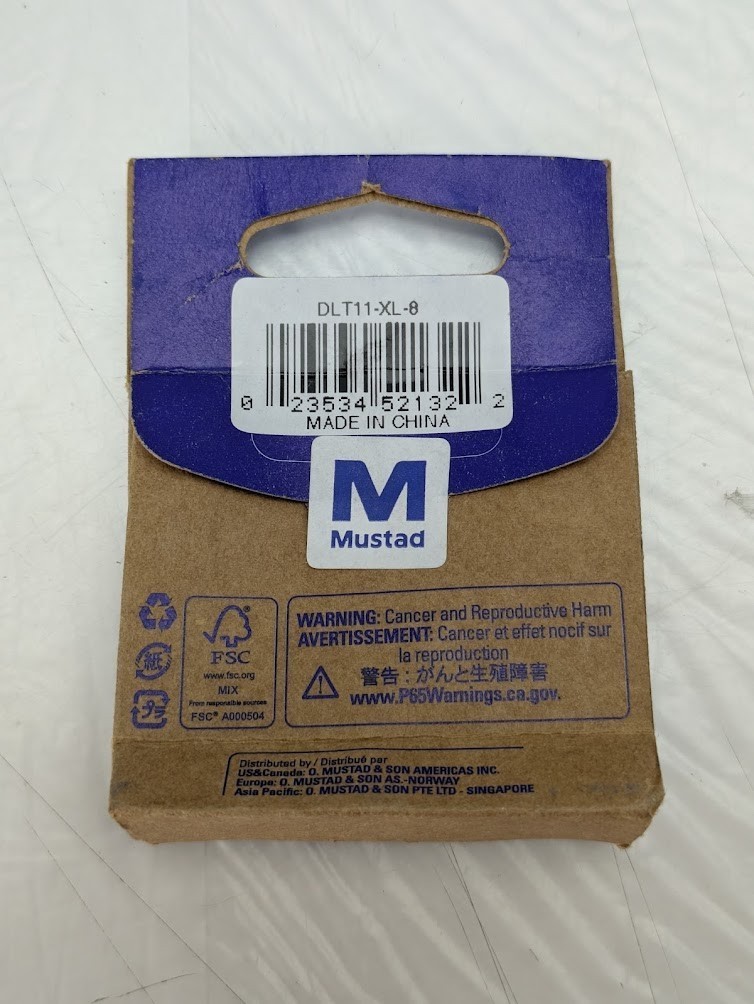 DLT11-XL-8
0 23534 52132 2
MADE IN CHINA
M
Mustad
FSC
www.fsc.org
MIX
From responsible sources
FSC® A000504
紙
プラ
WARNING: Cancer and Reproductive Harm
AVERTISSEMENT: Cancer et effet nocif sur
la reproduction
警告：がんと生殖障害
www.P65Warnings.ca.gov.
Distributed by / Distribué par
US&Canada: O. MUSTAD & SON AMERICAS INC.
Europe: O. MUSTAD & SON AS.-NORWAY
Asia Pacific: O. MUSTAD & SON PTE LTD - SINGAPORE